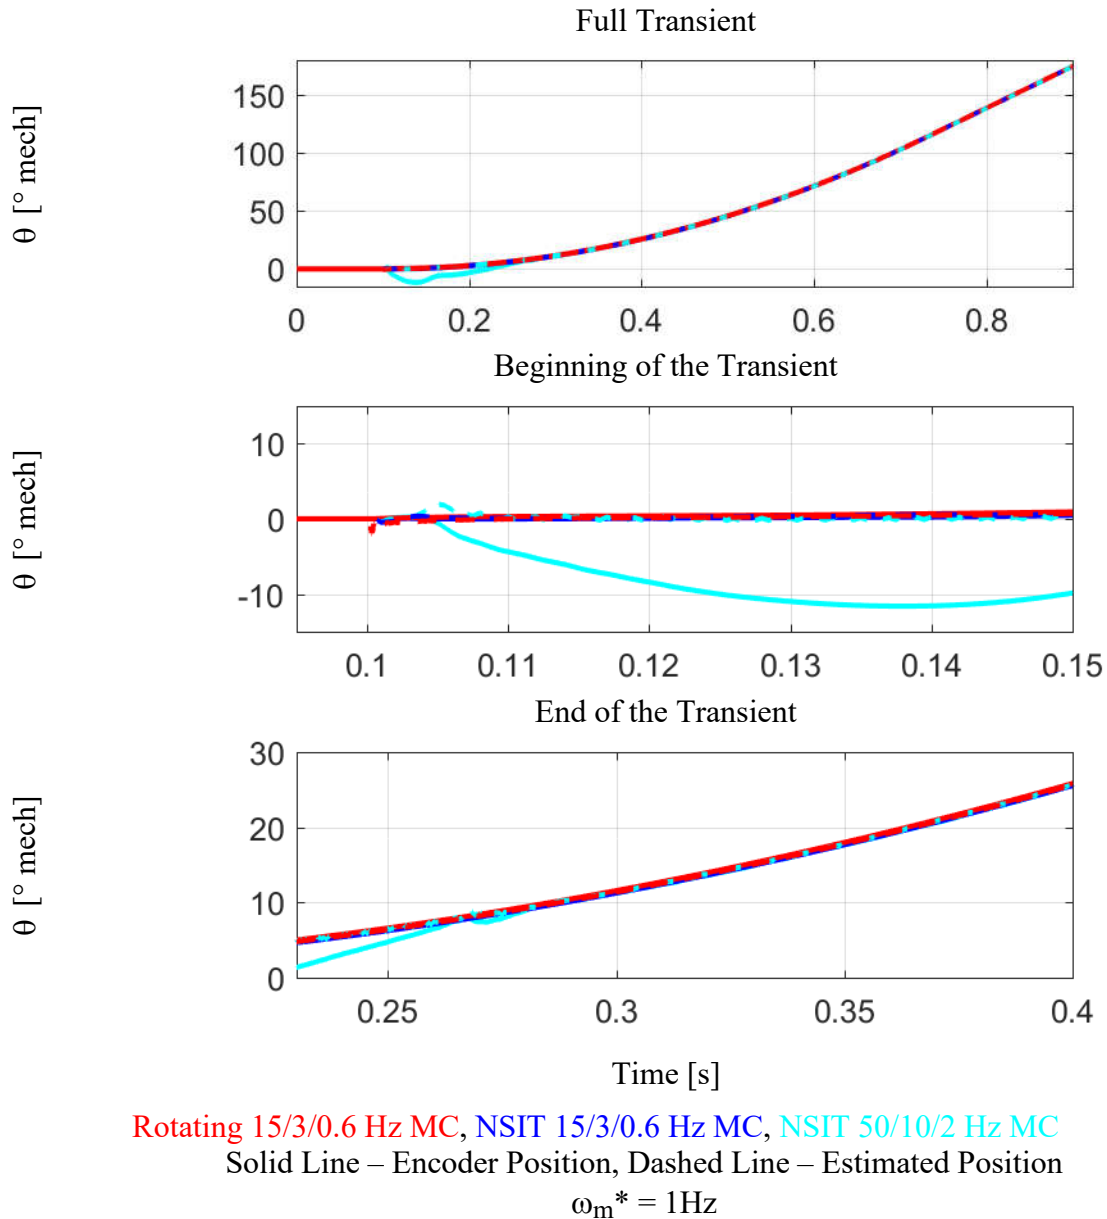 Full Transient
θ [° mech]
150
100
50
0
0 0.2 0.4 0.6 0.8
Beginning of the Transient
θ [° mech]
10
0
-10
0.1 0.11 0.12 0.13 0.14 0.15
End of the Transient
θ [° mech]
30
20
10
0
0.25 0.3 0.35 0.4
Time [s]
Rotating 15/3/0.6 Hz MC, NSIT 15/3/0.6 Hz MC, NSIT 50/10/2 Hz MC
Solid Line – Encoder Position, Dashed Line – Estimated Position
ωm* = 1Hz